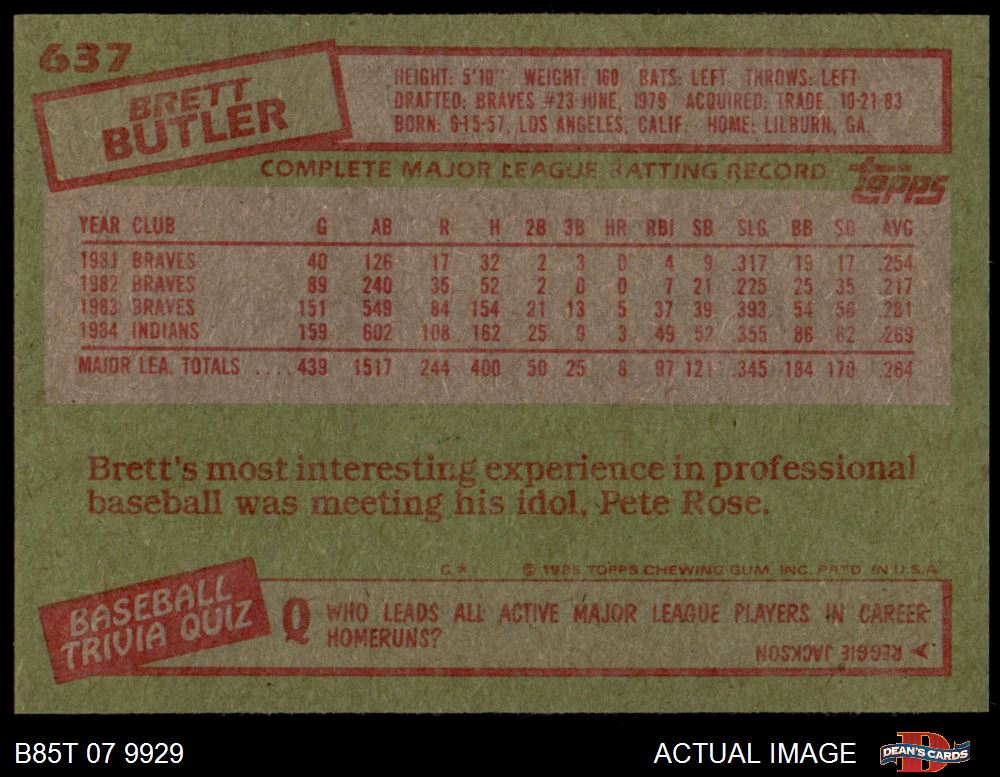 637
BRETT
BUTLER
HEIGHT: 5'10" WEIGHT: 160 BATS: LEFT THROWS: LEFT
DRAFTED: BRAVES #23-JUNE, 1979 ACQUIRED: TRADE, 10-21-83
BORN: 6-15-57, LOS ANGELES, CALIF. HOME: LILBURN, GA.
COMPLETE MAJOR LEAGUE BATTING RECORD
topps
YEAR CLUB G AB R H 2B 3B HR RBI SB SLG. BB SO AVG
1981 BRAVES 40 126 17 32 2 3 0 4 9 .317 19 17 .254
1982 BRAVES 89 240 35 52 2 0 0 7 21 .225 25 35 .217
1983 BRAVES 151 549 84 154 21 13 5 37 39 .393 54 56 .281
1984 INDIANS 159 602 108 162 25 9 3 49 52 .355 86 62 .269
MAJOR LEA. TOTALS .... 439 1517 244 400 50 25 8 97 121 .345 184 170 .264
Brett's most interesting experience in professional
baseball was meeting his idol, Pete Rose.
C * © 1985 TOPPS CHEWING GUM, INC. PRTD. IN U.S.A.
BASEBALL
TRIVIA QUIZ
Q WHO LEADS ALL ACTIVE MAJOR LEAGUE PLAYERS IN CAREER
HOMERUNS?
REGGIE JACKSON
B85T 07 9929
ACTUAL IMAGE
D
DEAN'S CARDS